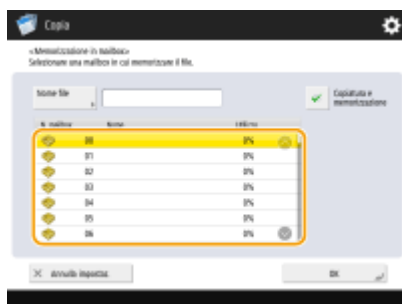 Copia
<Memorizzazione in mailbox>
Selezionare una mailbox in cui memorizzare il file.
Nome file
Copiatura e
memorizzazione
N. mailbox Nome Utilizzo
00 0%
01 0%
02 0%
03 0%
04 0%
05 0%
06 0%
Annulla impostaz. OK